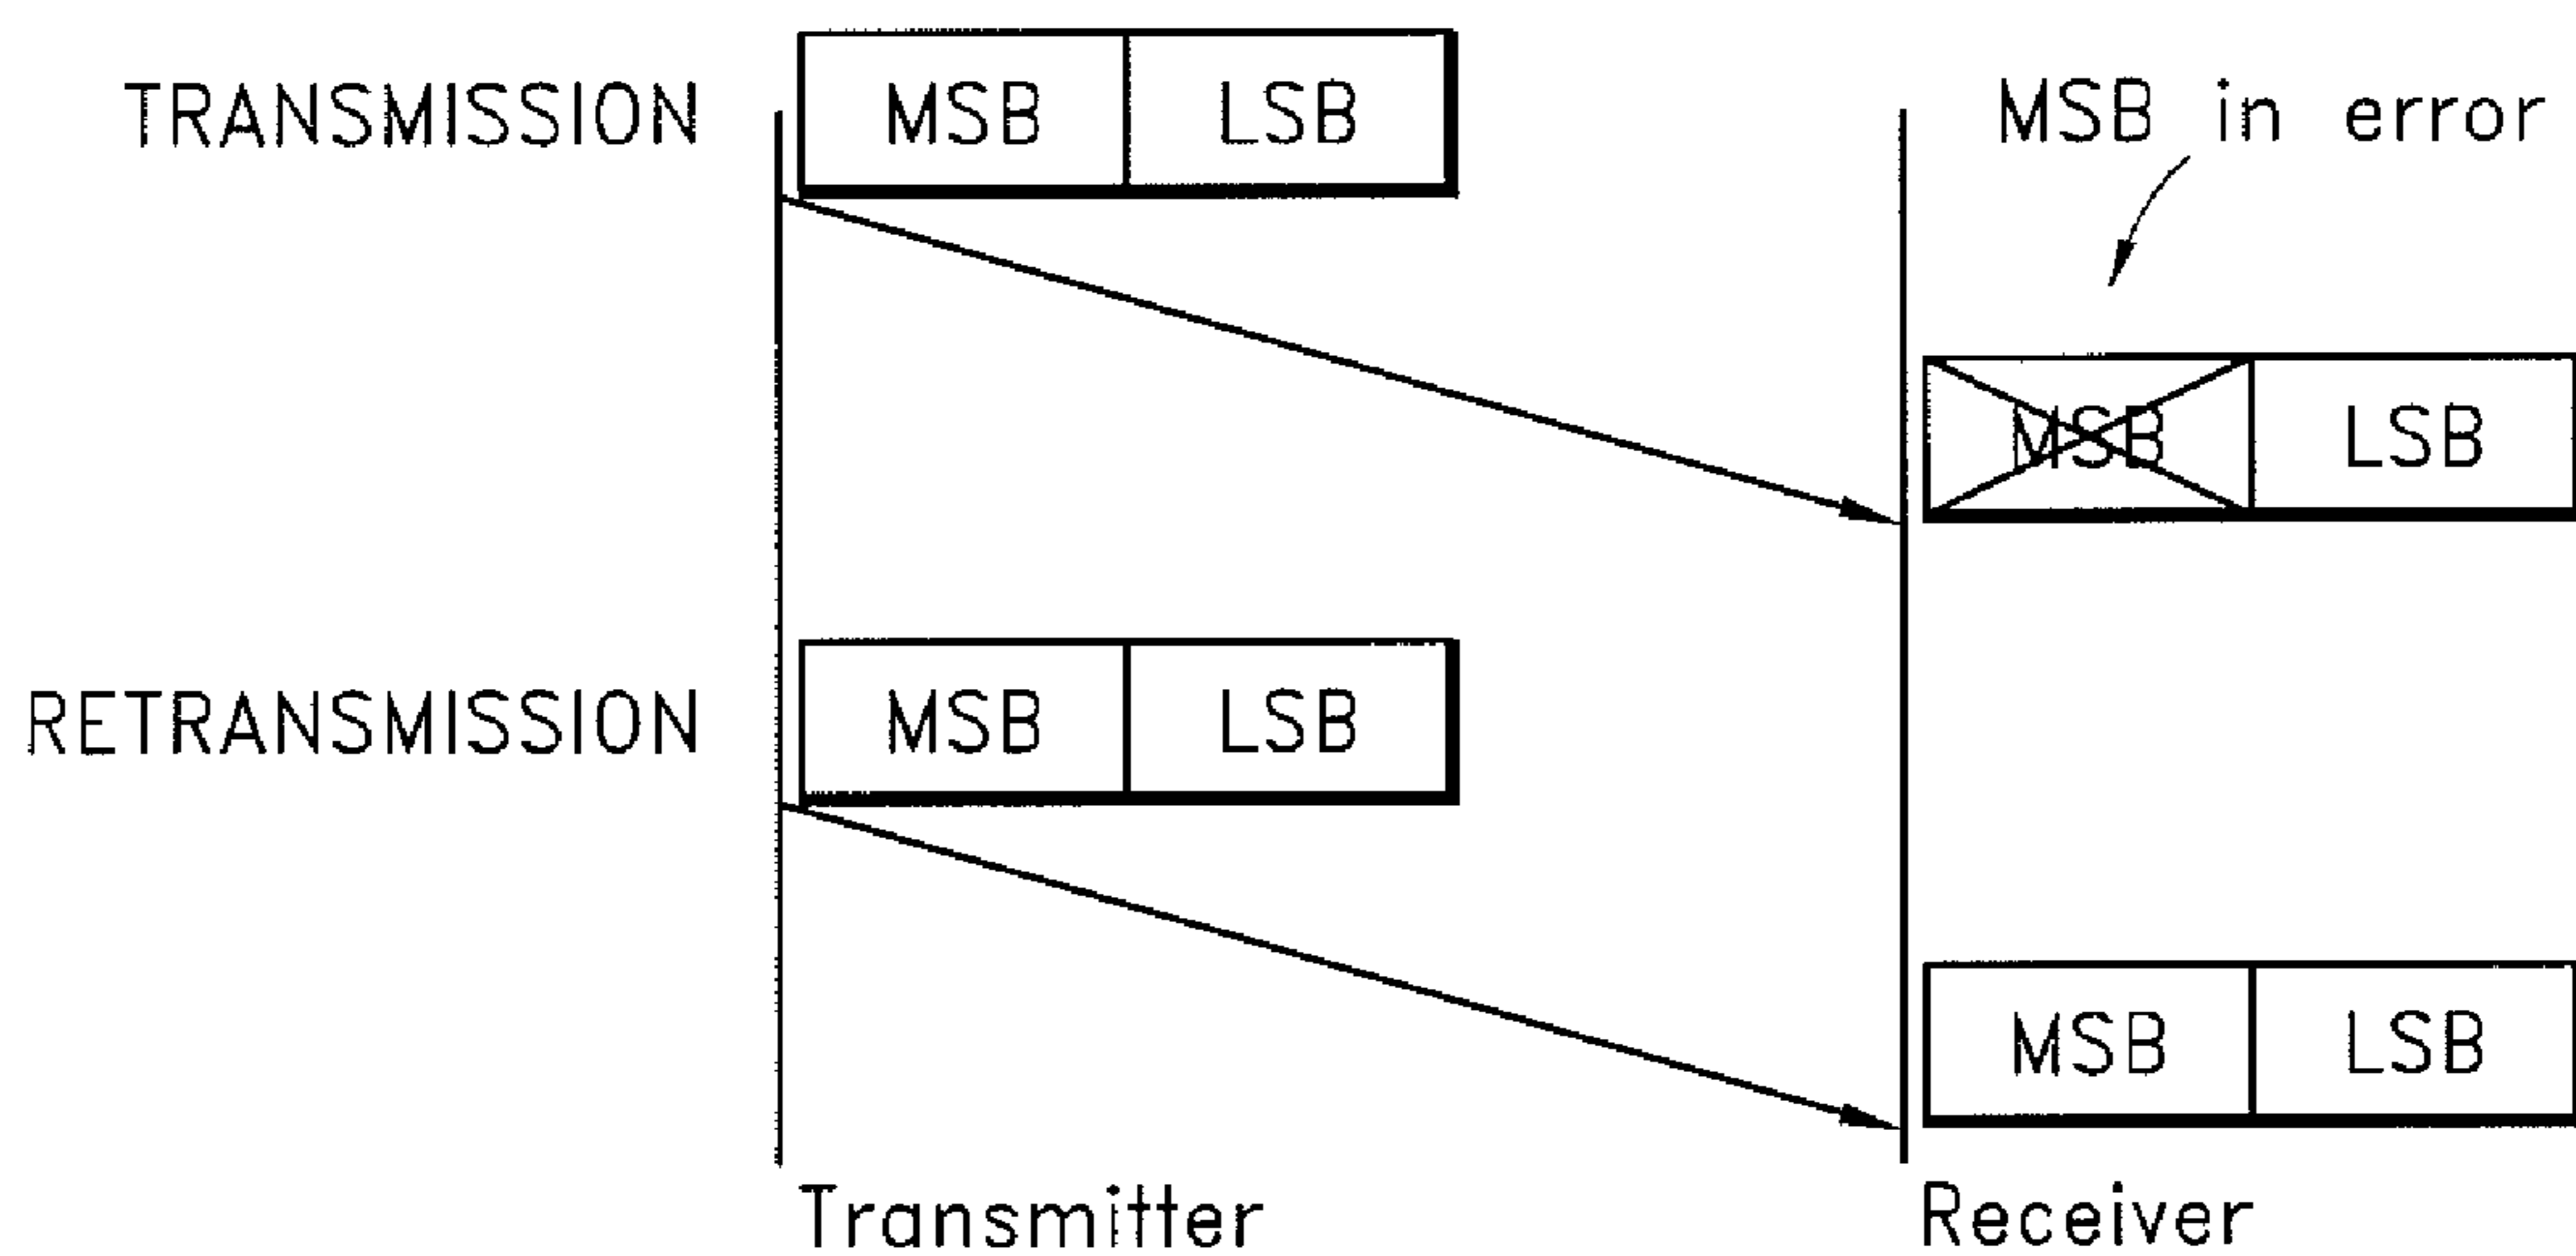 TRANSMISSION
MSB LSB
MSB in error
MSB LSB
RETRANSMISSION
MSB LSB
MSB LSB
Transmitter
Receiver